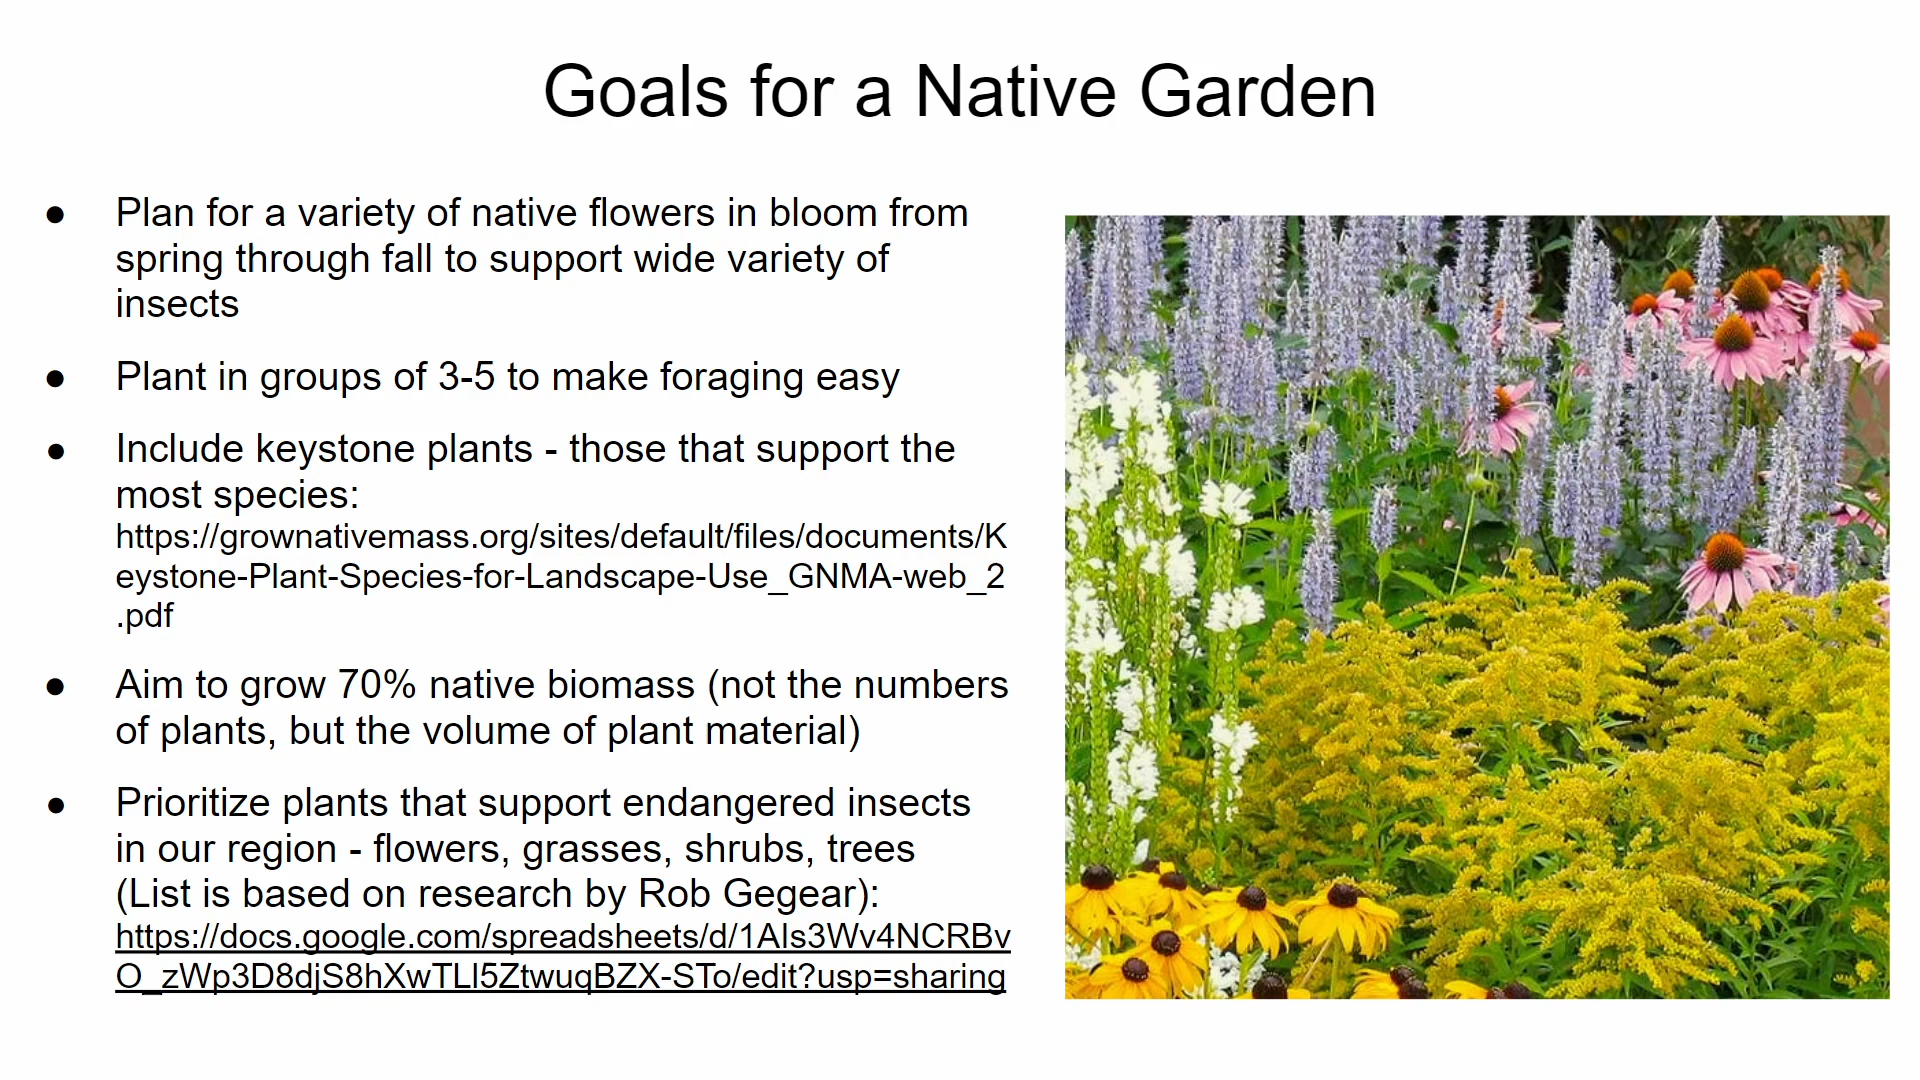 Goals for a Native Garden
● Plan for a variety of native flowers in bloom from
spring through fall to support wide variety of
insects
● Plant in groups of 3-5 to make foraging easy
● Include keystone plants - those that support the
most species:
https://grownativemass.org/sites/default/files/documents/K
eystone-Plant-Species-for-Landscape-Use_GNMA-web_2
.pdf
● Aim to grow 70% native biomass (not the numbers
of plants, but the volume of plant material)
● Prioritize plants that support endangered insects
in our region - flowers, grasses, shrubs, trees
(List is based on research by Rob Gegear):
https://docs.google.com/spreadsheets/d/1AIs3Wv4NCRBv
O_zWp3D8djS8hXwTLI5ZtwuqBZX-STo/edit?usp=sharing